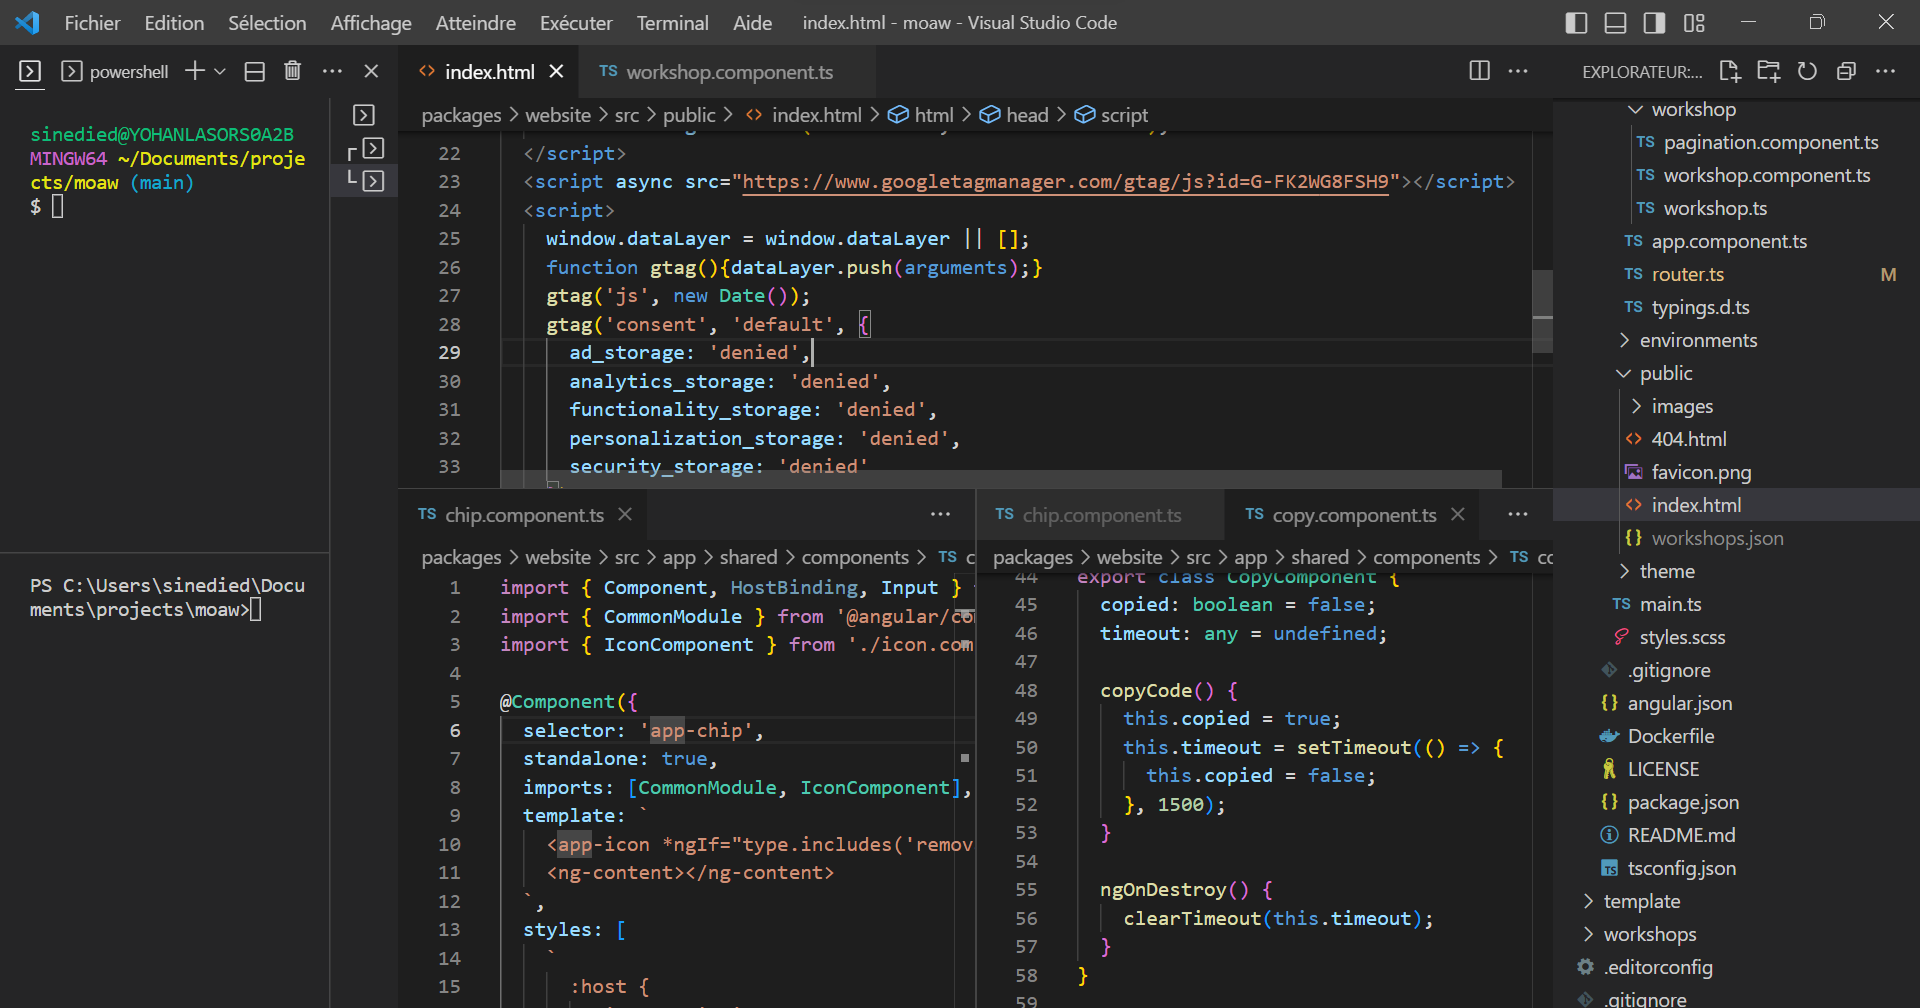 Fichier Edition Sélection Affichage Atteindre Exécuter Terminal Aide index.html - moaw - Visual Studio Code
powershell
sinedied@YOHANLASORS0A2B
MINGW64 ~/Documents/proje
cts/moaw (main)
$
PS C:\Users\sinedied\Docu
ments\projects\moaw>
index.html
TS workshop.component.ts
packages > website > src > public > index.html > html > head > script
22 </script>
23 <script async src="https://www.googletagmanager.com/gtag/js?id=G-FK2WG8FSH9"></script>
24 <script>
25 window.dataLayer = window.dataLayer || [];
26 function gtag(){dataLayer.push(arguments);}
27 gtag('js', new Date());
28 gtag('consent', 'default', {
29 ad_storage: 'denied',
30 analytics_storage: 'denied',
31 functionality_storage: 'denied',
32 personalization_storage: 'denied',
33 security_storage: 'denied'
TS chip.component.ts
packages > website > src > app > shared > components > TS c
1 import { Component, HostBinding, Input }
2 import { CommonModule } from '@angular/co
3 import { IconComponent } from './icon.com
4
5 @Component({
6 selector: 'app-chip',
7 standalone: true,
8 imports: [CommonModule, IconComponent],
9 template: `
10 <app-icon *ngIf="type.includes('remov
11 <ng-content></ng-content>
12 `,
13 styles: [
14 `
15 :host {
TS chip.component.ts
TS copy.component.ts
packages > website > src > app > shared > components > TS co
44 export class CopyComponent {
45 copied: boolean = false;
46 timeout: any = undefined;
47
48 copyCode() {
49 this.copied = true;
50 this.timeout = setTimeout(() => {
51 this.copied = false;
52 }, 1500);
53 }
54
55 ngOnDestroy() {
56 clearTimeout(this.timeout);
57 }
58 }
59
EXPLORATEUR:...
workshop
TS pagination.component.ts
TS workshop.component.ts
TS workshop.ts
TS app.component.ts
TS router.ts M
TS typings.d.ts
environments
public
images
404.html
favicon.png
index.html
{} workshops.json
theme
TS main.ts
styles.scss
.gitignore
{} angular.json
Dockerfile
LICENSE
{} package.json
README.md
TS tsconfig.json
template
workshops
.editorconfig
.gitignore